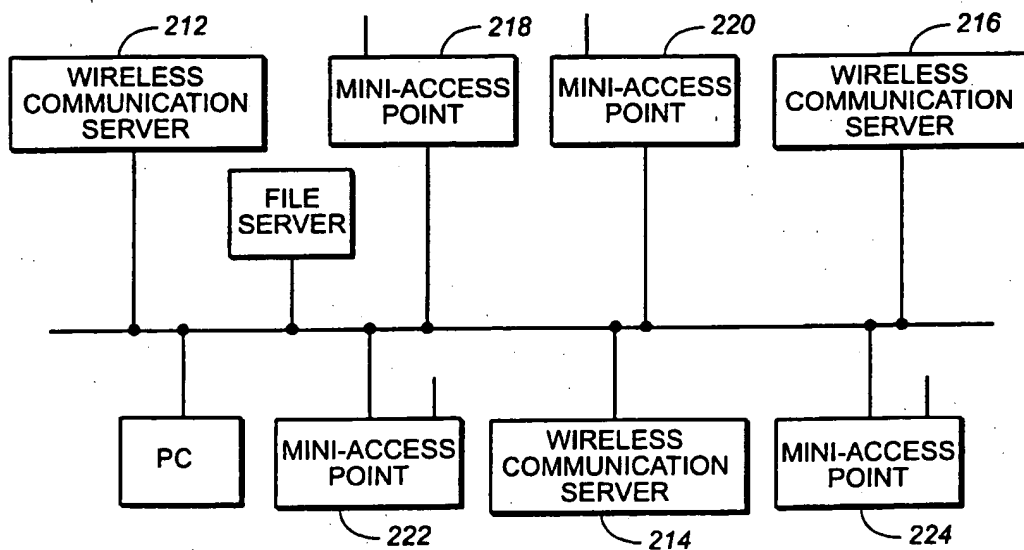 212
218
220
216
WIRELESS
COMMUNICATION
SERVER
MINI-ACCESS
POINT
MINI-ACCESS
POINT
WIRELESS
COMMUNICATION
SERVER
FILE
SERVER
PC
MINI-ACCESS
POINT
WIRELESS
COMMUNICATION
SERVER
MINI-ACCESS
POINT
222
214
224